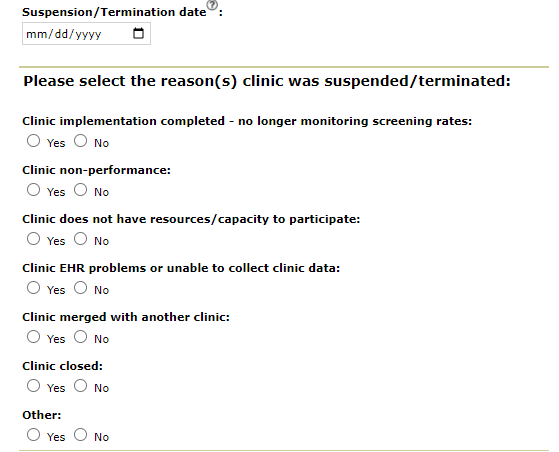 Suspension/Termination date?:
mm/dd/yyyy
Please select the reason(s) clinic was suspended/terminated:
Clinic implementation completed - no longer monitoring screening rates:
Yes No
Clinic non-performance:
Yes No
Clinic does not have resources/capacity to participate:
Yes No
Clinic EHR problems or unable to collect clinic data:
Yes No
Clinic merged with another clinic:
Yes No
Clinic closed:
Yes No
Other:
Yes No